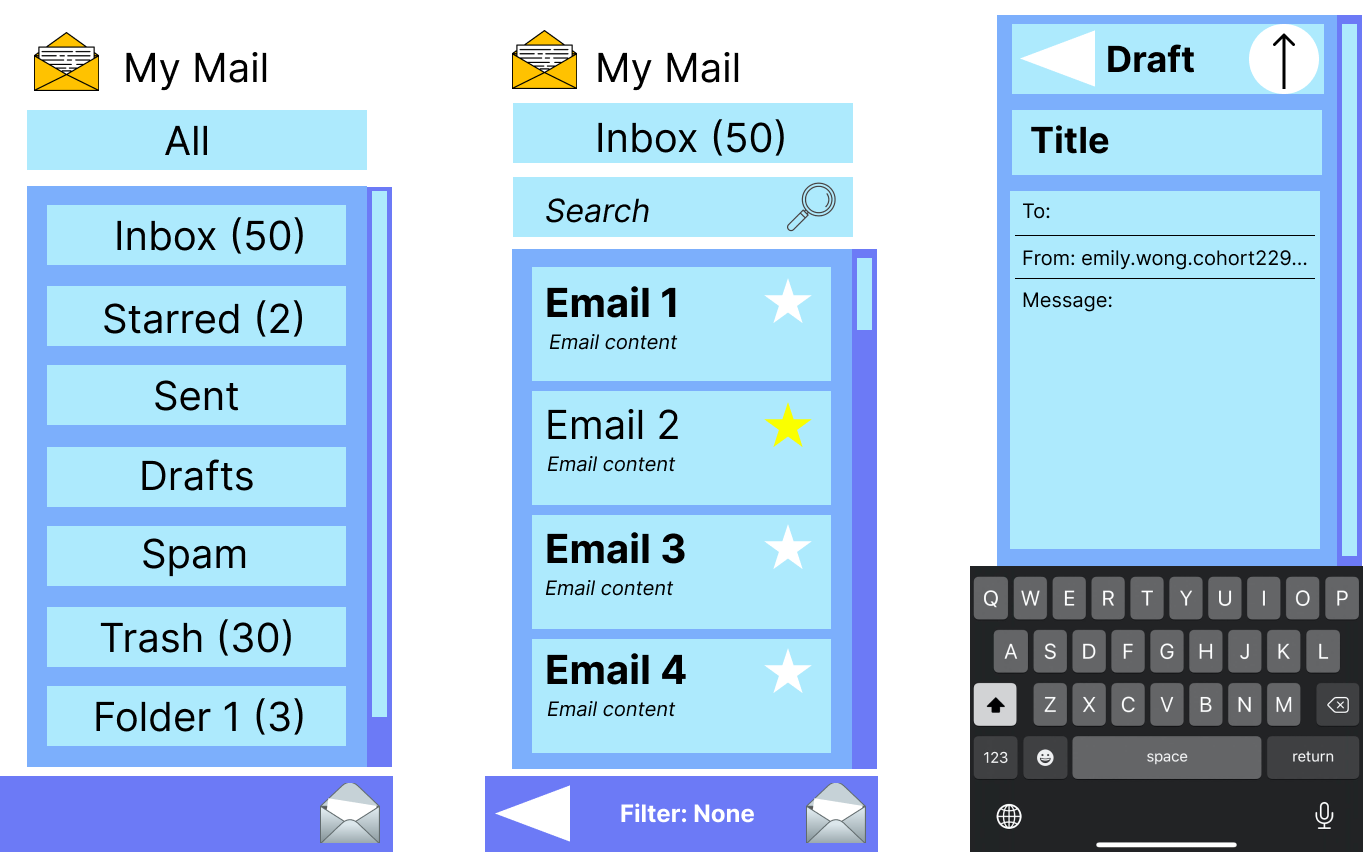 My Mail
All
Inbox (50)
Starred (2)
Sent
Drafts
Spam
Trash (30)
Folder 1 (3)
My Mail
Inbox (50)
Search
Email 1
Email content
Email 2
Email content
Email 3
Email content
Email 4
Email content
Filter: None
Draft
Title
To:
From: emily.wong.cohort229...
Message:
Q W E R T Y U I O P
A S D F G H J K L
Z X C V B N M
123 space return